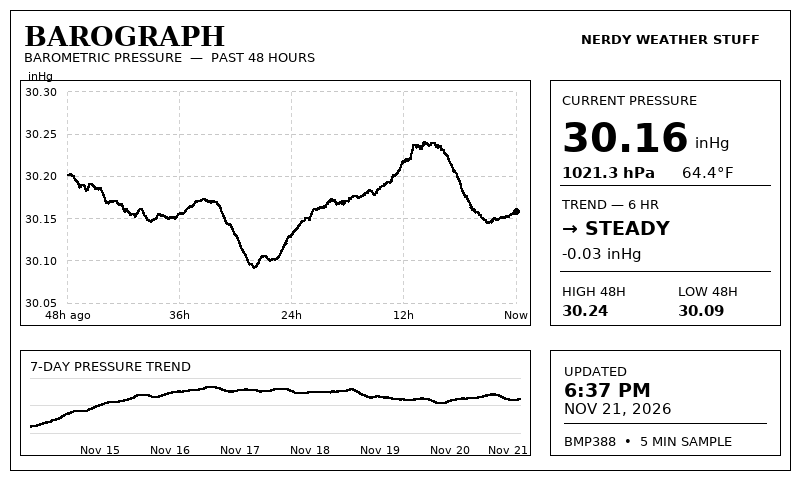 BAROGRAPH
BAROMETRIC PRESSURE — PAST 48 HOURS
NERDY WEATHER STUFF
inHg
30.30
30.25
30.20
30.15
30.10
30.05
48h ago 36h 24h 12h Now
CURRENT PRESSURE
30.16 inHg
1021.3 hPa 64.4°F
TREND — 6 HR
→ STEADY
-0.03 inHg
HIGH 48H LOW 48H
30.24 30.09
7-DAY PRESSURE TREND
Nov 15 Nov 16 Nov 17 Nov 18 Nov 19 Nov 20 Nov 21
UPDATED
6:37 PM
NOV 21, 2026
BMP388 • 5 MIN SAMPLE